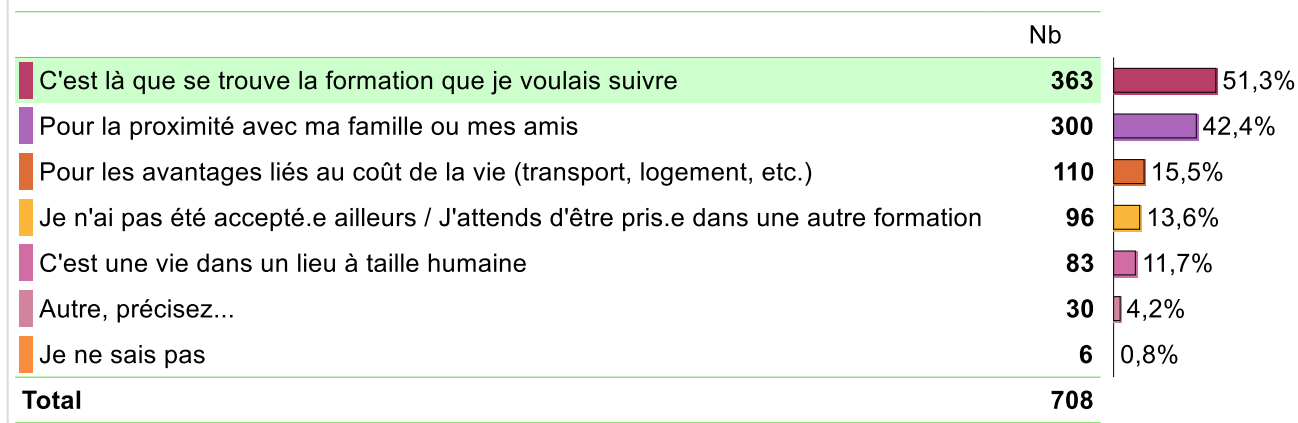 Nb
C'est là que se trouve la formation que je voulais suivre 363 51,3%
Pour la proximité avec ma famille ou mes amis 300 42,4%
Pour les avantages liés au coût de la vie (transport, logement, etc.) 110 15,5%
Je n'ai pas été accepté.e ailleurs / J'attends d'être pris.e dans une autre formation 96 13,6%
C'est une vie dans un lieu à taille humaine 83 11,7%
Autre, précisez... 30 4,2%
Je ne sais pas 6 0,8%
Total 708